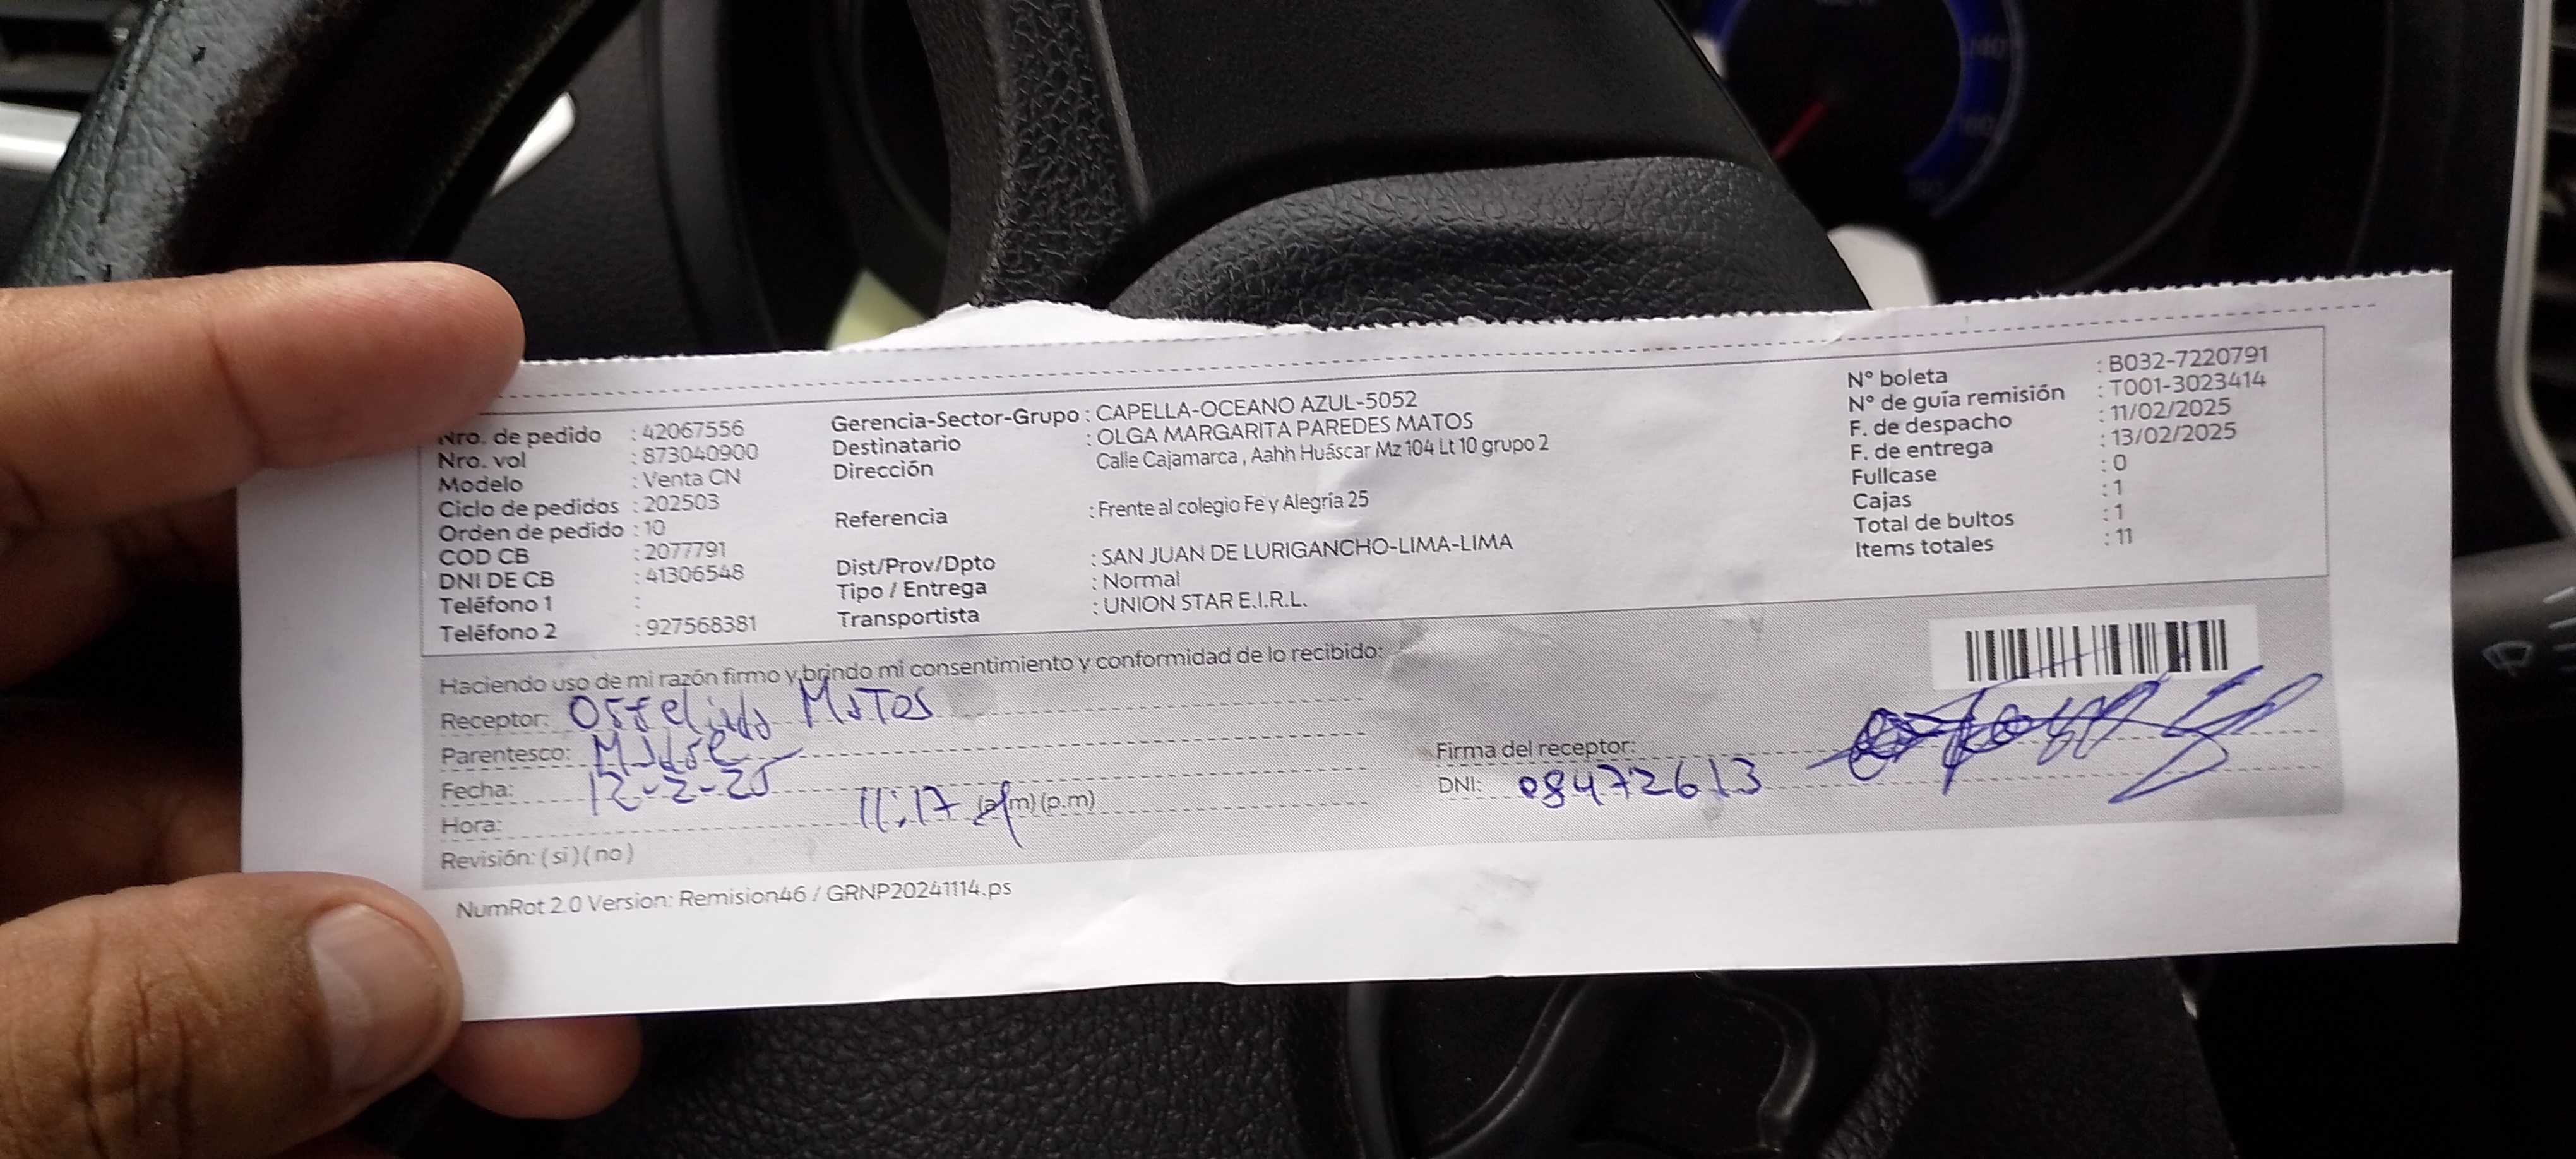 Nro. de pedido : 42067556
Nro. vol : 873040900
Modelo : Venta CN
Ciclo de pedidos : 202503
Orden de pedido : 10
COD CB : 2077791
DNI DE CB : 41306548
Teléfono 1 :
Teléfono 2 : 927568381
Gerencia-Sector-Grupo : CAPELLA-OCEANO AZUL-5052
Destinatario : OLGA MARGARITA PAREDES MATOS
Dirección Calle Cajamarca , Aahh Huáscar Mz 104 Lt 10 grupo 2
Referencia : Frente al colegio Fe y Alegría 25
Dist/Prov/Dpto : SAN JUAN DE LURIGANCHO-LIMA-LIMA
Tipo / Entrega : Normal
Transportista : UNION STAR E.I.R.L.
N° boleta : B032-7220791
N° de guía remisión : T001-3023414
F. de despacho : 11/02/2025
F. de entrega : 13/02/2025
Fullcase : 0
Cajas : 1
Total de bultos : 1
Items totales : 11
Haciendo uso de mi razón firmo y brindo mi consentimiento y conformidad de lo recibido:
Receptor: Matos
Parentesco: Madre
Fecha: 12-2-25
Hora: 11:17 (a.m) (p.m)
Revisión: ( si ) ( no )
Firma del receptor:
DNI: 08472613
NumRot 2.0 Version: Remision46 / GRNP20241114.ps